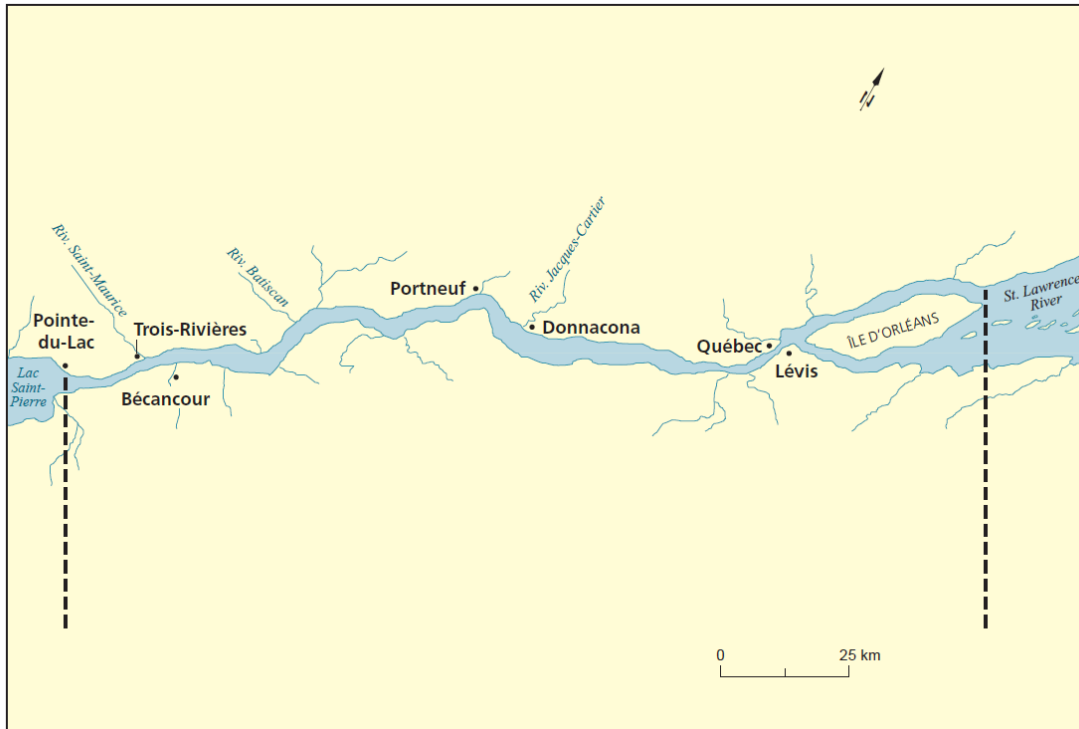 N
Riv. Saint-Maurice
Riv. Batiscan
Riv. Jacques-Cartier
Portneuf
St. Lawrence
River
Pointe-
du-Lac
Trois-Rivières
Donnacona
ÎLE D'ORLÉANS
Québec
Lévis
Lac
Saint-
Pierre
Bécancour
0 25 km